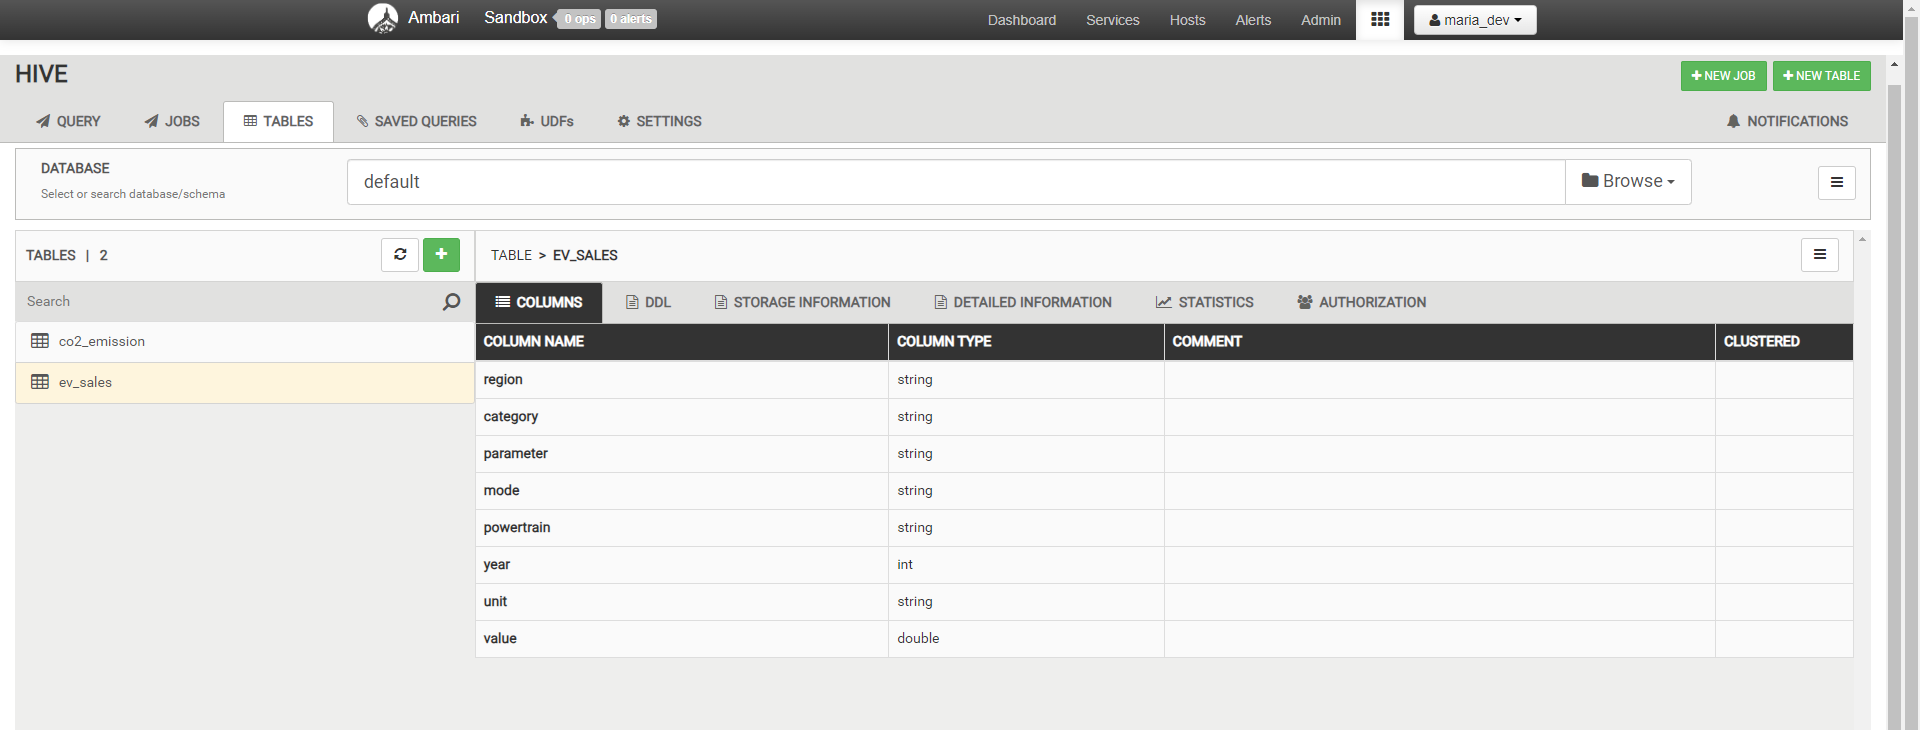 Ambari Sandbox 0 ops 0 alerts Dashboard Services Hosts Alerts Admin maria_dev
HIVE
NEW JOB NEW TABLE
QUERY JOBS TABLES SAVED QUERIES UDFs SETTINGS NOTIFICATIONS
DATABASE
Select or search database/schema
default Browse
TABLES | 2
Search
co2_emission
ev_sales
TABLE > EV_SALES
COLUMNS DDL STORAGE INFORMATION DETAILED INFORMATION STATISTICS AUTHORIZATION
COLUMN NAME COLUMN TYPE COMMENT CLUSTERED
region string
category string
parameter string
mode string
powertrain string
year int
unit string
value double